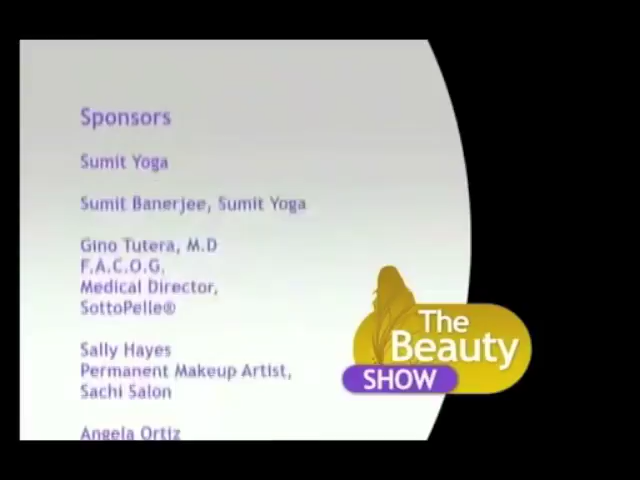 Sponsors
Sumit Yoga
Sumit Banerjee, Sumit Yoga
Gino Tutera, M.D
F.A.C.O.G.
Medical Director,
SottoPelle®
Sally Hayes
Permanent Makeup Artist,
Sachi Salon
Angela Ortiz
The
Beauty
SHOW